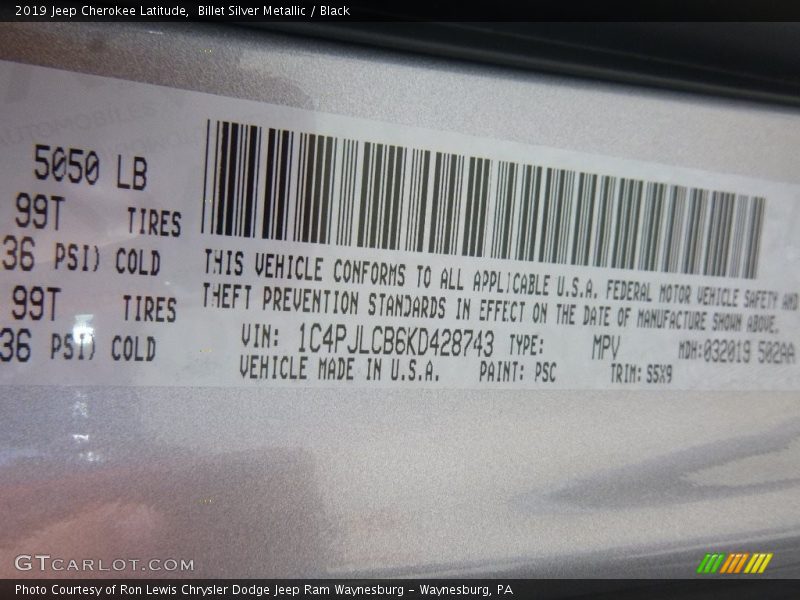 2019 Jeep Cherokee Latitude,  Billet Silver Metallic / Black
5050 LB
99T TIRES
36 PSI) COLD
99T TIRES
36 PSI) COLD
THIS VEHICLE CONFORMS TO ALL APPLICABLE U.S.A. FEDERAL MOTOR VEHICLE SAFETY AND
THEFT PREVENTION STANDARDS IN EFFECT ON THE DATE OF MANUFACTURE SHOWN ABOVE.
VIN: 1C4PJLCB6KD428743 TYPE: MPV MDH:032019 502AA
VEHICLE MADE IN U.S.A. PAINT: PSC TRIM: S5X9
GTCARLOT.COM
Photo Courtesy of Ron Lewis Chrysler Dodge Jeep Ram Waynesburg - Waynesburg, PA